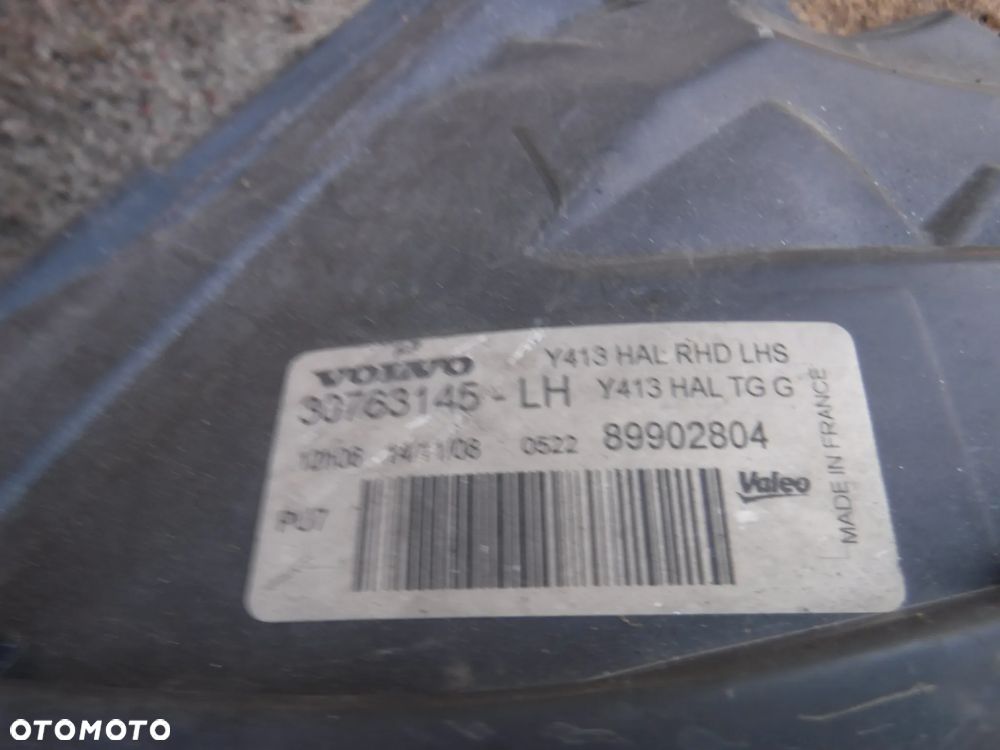 VOLVO Y413 HAL RHD LHS
30763145 - LH Y413 HAL TG G
12h06 14/11/08 0522 89902804
PU7 Valeo
MADE IN FRANCE
OTOMOTO